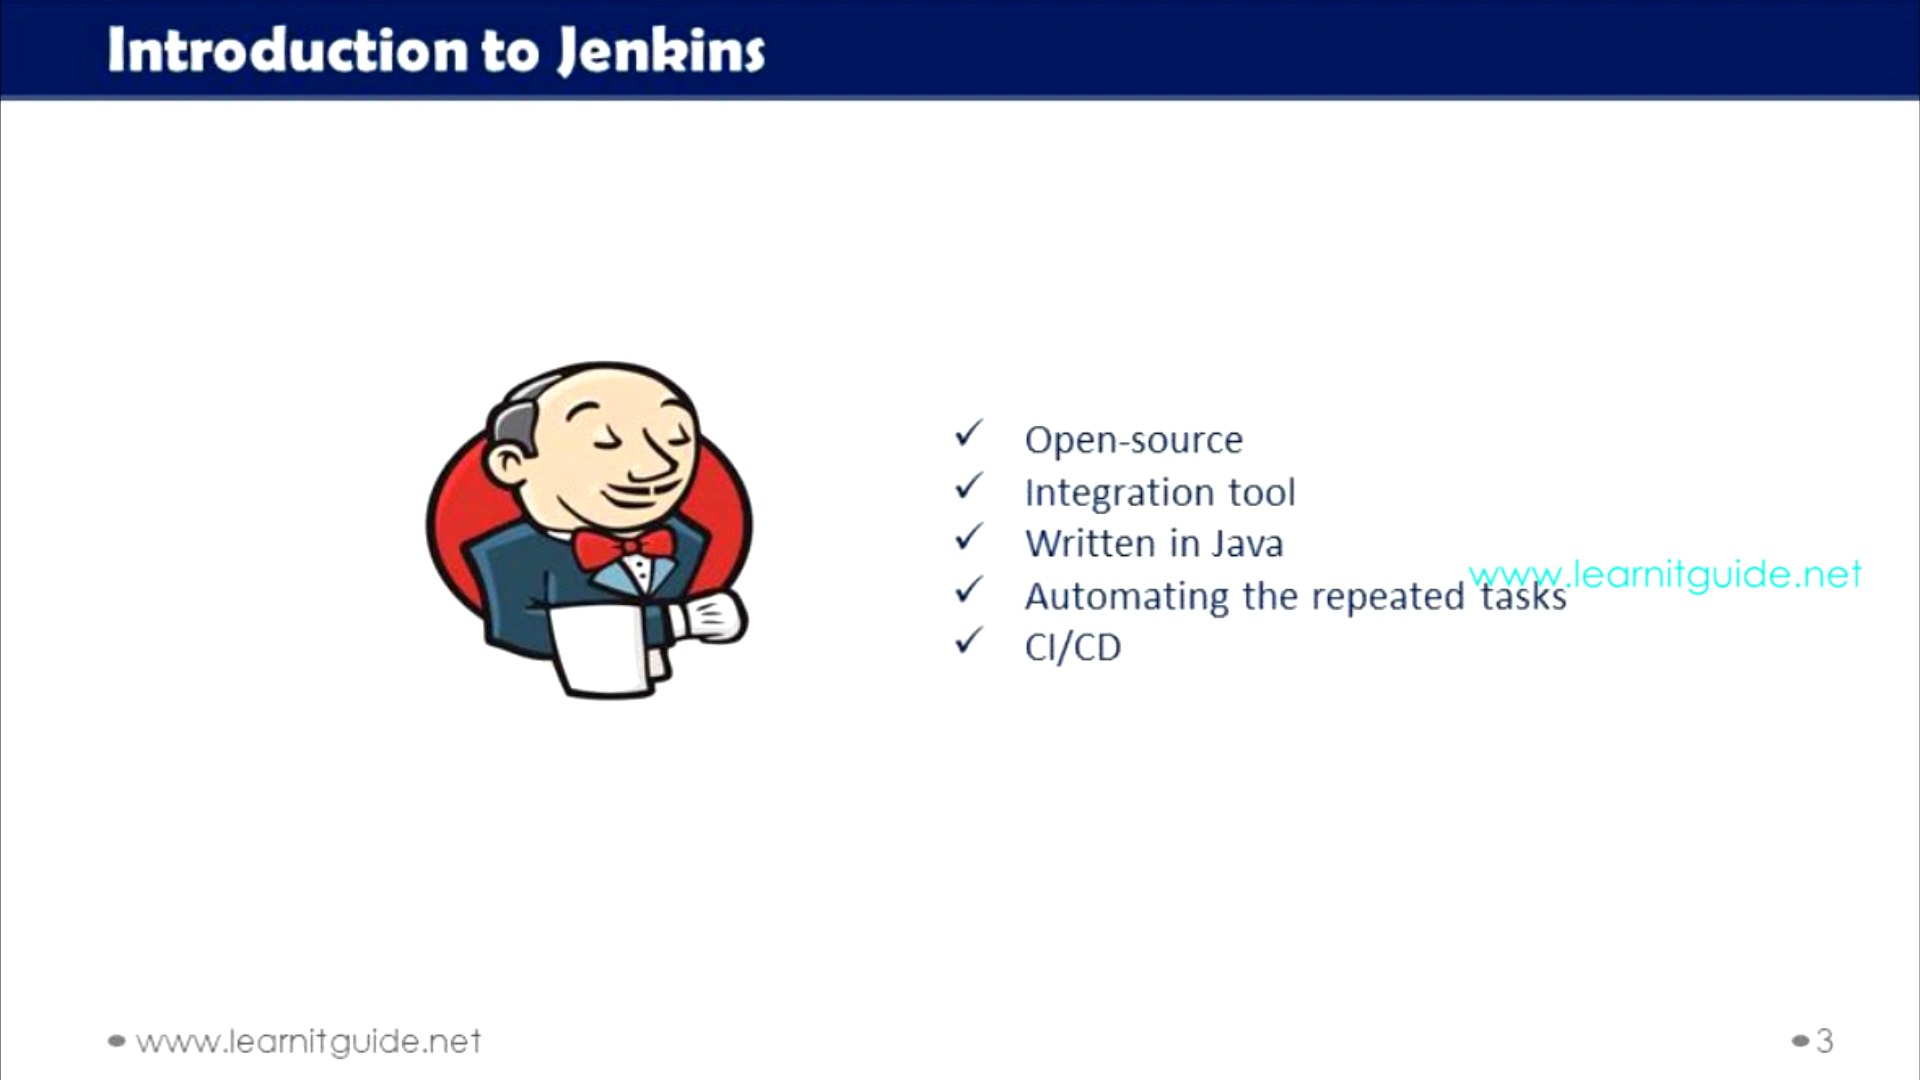 Introduction to Jenkins
✓ Open-source
✓ Integration tool
✓ Written in Java
www.learnitguide.net
✓ Automating the repeated tasks
✓ CI/CD
• www.learnitguide.net
• 3